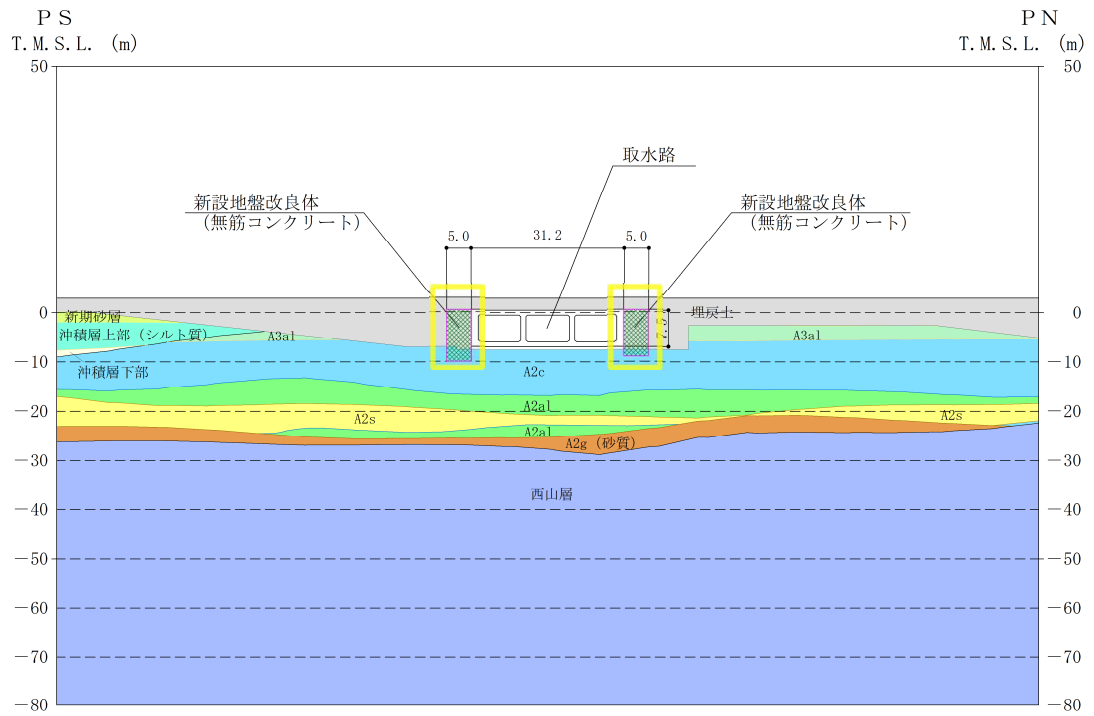 PS
PN
T.M.S.L. (m)
T.M.S.L. (m)
50
50
取水路
新設地盤改良体
(無筋コンクリート)
新設地盤改良体
(無筋コンクリート)
5.0
31.2
5.0
新期砂層
埋戻土
0
0
沖積層上部 (シルト質)
A3al
A3al
-10
-10
沖積層下部
A2c
A2al
-20
-20
A2s
A2s
A2al
A2g (砂質)
-30
-30
西山層
-40
-40
-50
-50
-60
-60
-70
-70
-80
-80